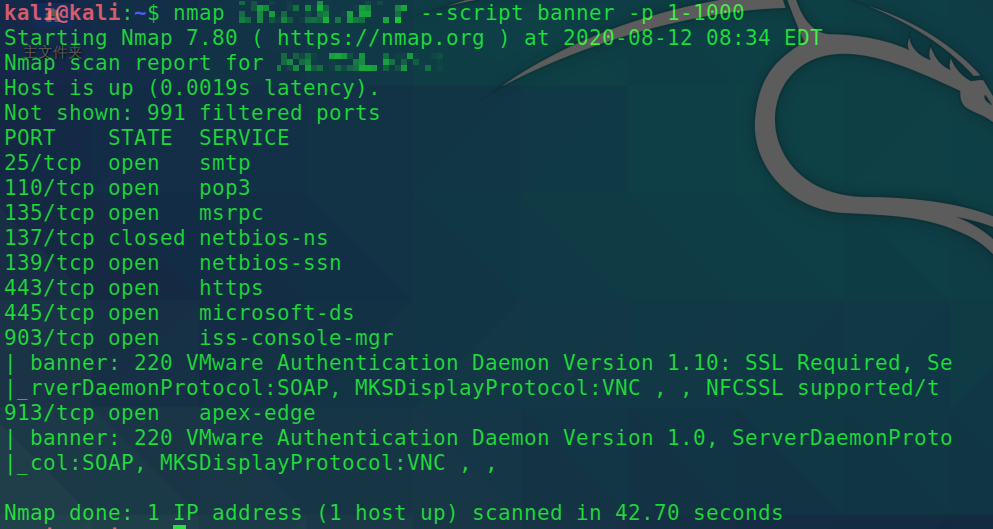 kali@kali:~$ nmap --script banner -p 1-1000
Starting Nmap 7.80 ( https://nmap.org ) at 2020-08-12 08:34 EDT
主文件夹
Nmap scan report for
Host is up (0.0019s latency).
Not shown: 991 filtered ports
PORT    STATE  SERVICE
25/tcp  open   smtp
110/tcp open   pop3
135/tcp open   msrpc
137/tcp closed netbios-ns
139/tcp open   netbios-ssn
443/tcp open   https
445/tcp open   microsoft-ds
903/tcp open   iss-console-mgr
| banner: 220 VMware Authentication Daemon Version 1.10: SSL Required, Se
|_rverDaemonProtocol:SOAP, MKSDisplayProtocol:VNC , , NFCSSL supported/t
913/tcp open   apex-edge
| banner: 220 VMware Authentication Daemon Version 1.0, ServerDaemonProto
|_col:SOAP, MKSDisplayProtocol:VNC , ,
Nmap done: 1 IP address (1 host up) scanned in 42.70 seconds